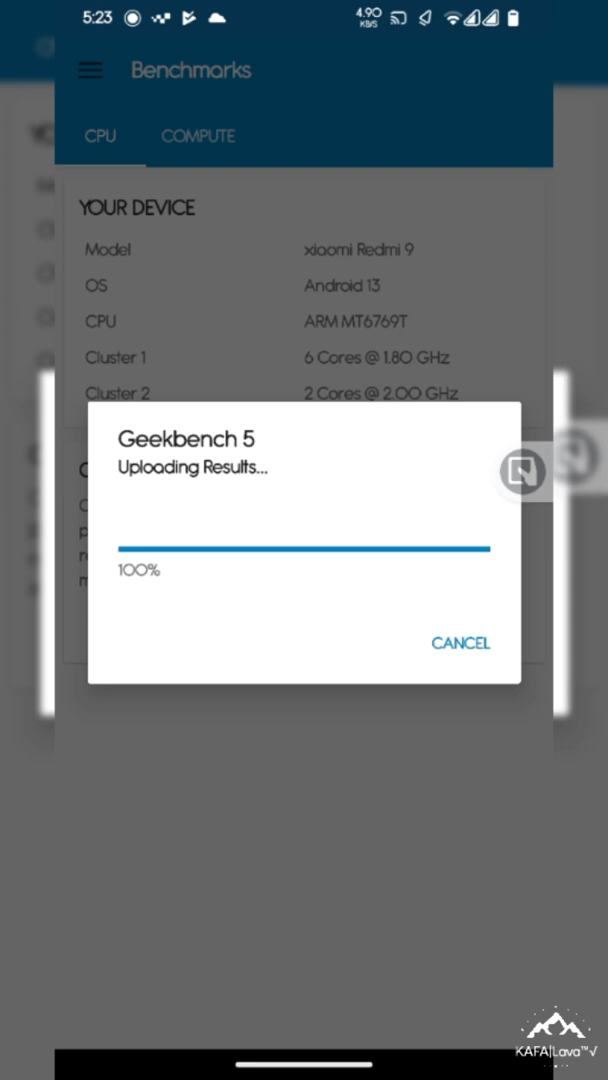 5:23
4.90
KB/S
Benchmarks
CPU COMPUTE
YOUR DEVICE
Model xiaomi Redmi 9
OS Android 13
CPU ARM MT6769T
Cluster 1 6 Cores @ 1.80 GHz
Cluster 2 2 Cores @ 2.00 GHz
Geekbench 5
Uploading Results...
100%
CANCEL
KAFA|Lava™√